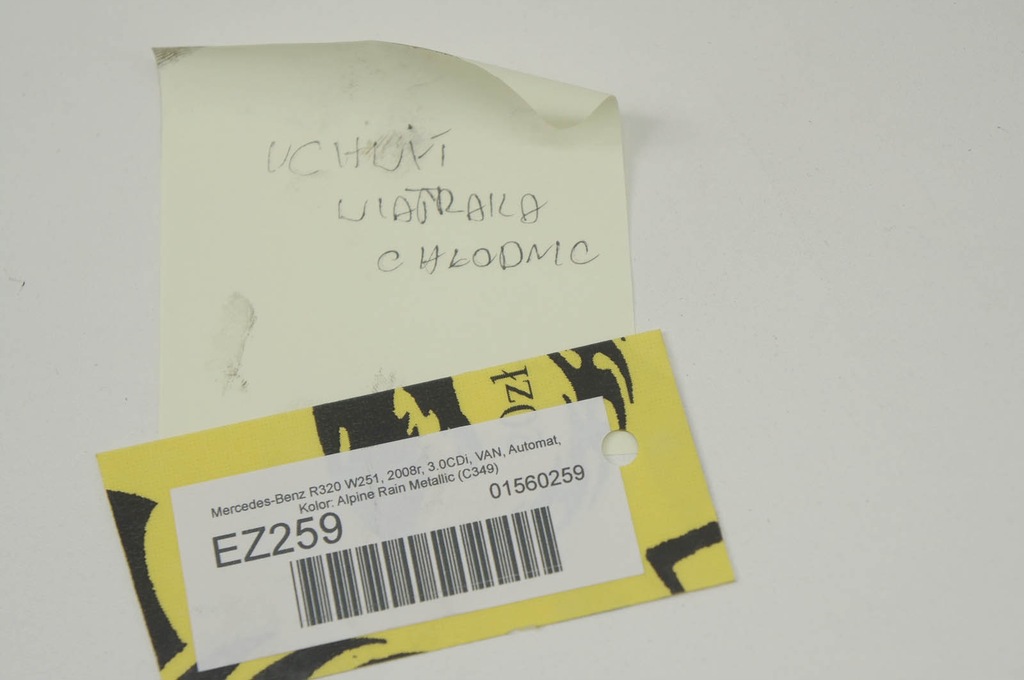 UCHWYT
WIATRAKA
CHŁODNIC
0zł
Mercedes-Benz R320 W251, 2008r, 3.0CDi, VAN, Automat,
Kolor: Alpine Rain Metallic (C349)
EZ259
01560259